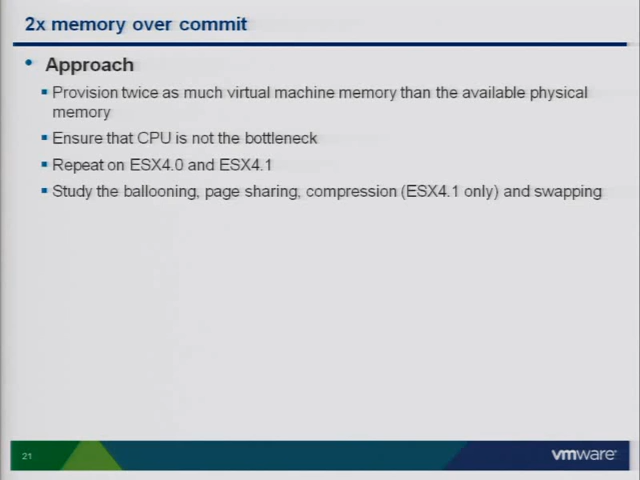 2x memory over commit
• Approach
▪ Provision twice as much virtual machine memory than the available physical
memory
▪ Ensure that CPU is not the bottleneck
▪ Repeat on ESX4.0 and ESX4.1
▪ Study the ballooning, page sharing, compression (ESX4.1 only) and swapping
21
vmware